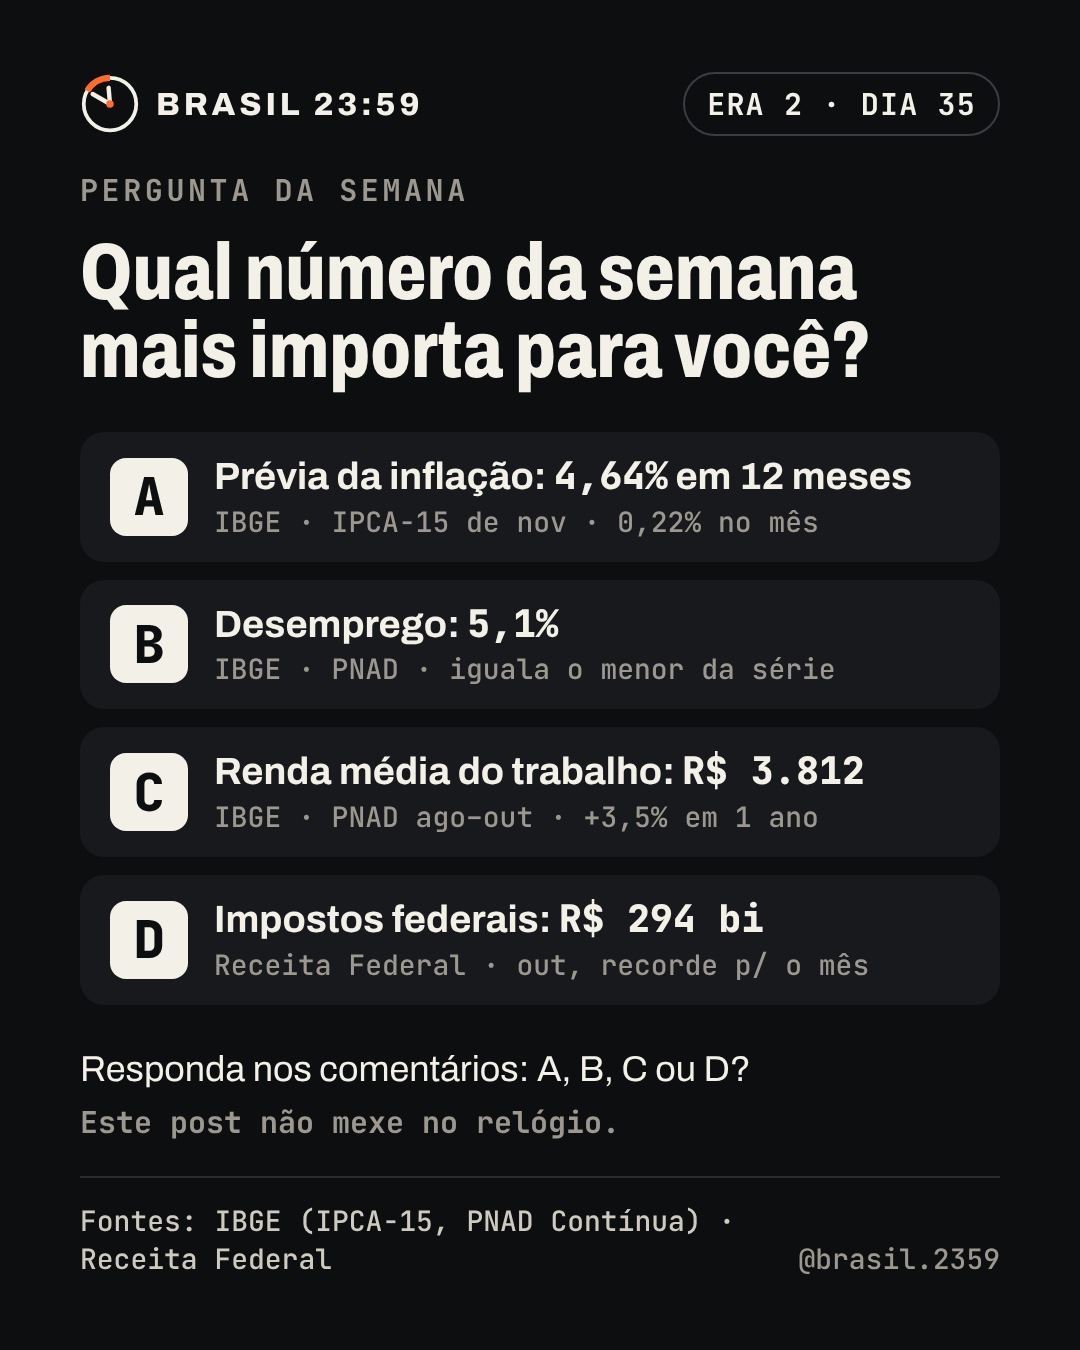 BRASIL 23:59
ERA 2 · DIA 35
PERGUNTA DA SEMANA
Qual número da semana
mais importa para você?
A
Prévia da inflação: 4,64% em 12 meses
IBGE · IPCA-15 de nov · 0,22% no mês
B
Desemprego: 5,1%
IBGE · PNAD · iguala o menor da série
C
Renda média do trabalho: R$ 3.812
IBGE · PNAD ago–out · +3,5% em 1 ano
D
Impostos federais: R$ 294 bi
Receita Federal · out, recorde p/ o mês
Responda nos comentários: A, B, C ou D?
Este post não mexe no relógio.
Fontes: IBGE (IPCA-15, PNAD Contínua) ·
Receita Federal
@brasil.2359